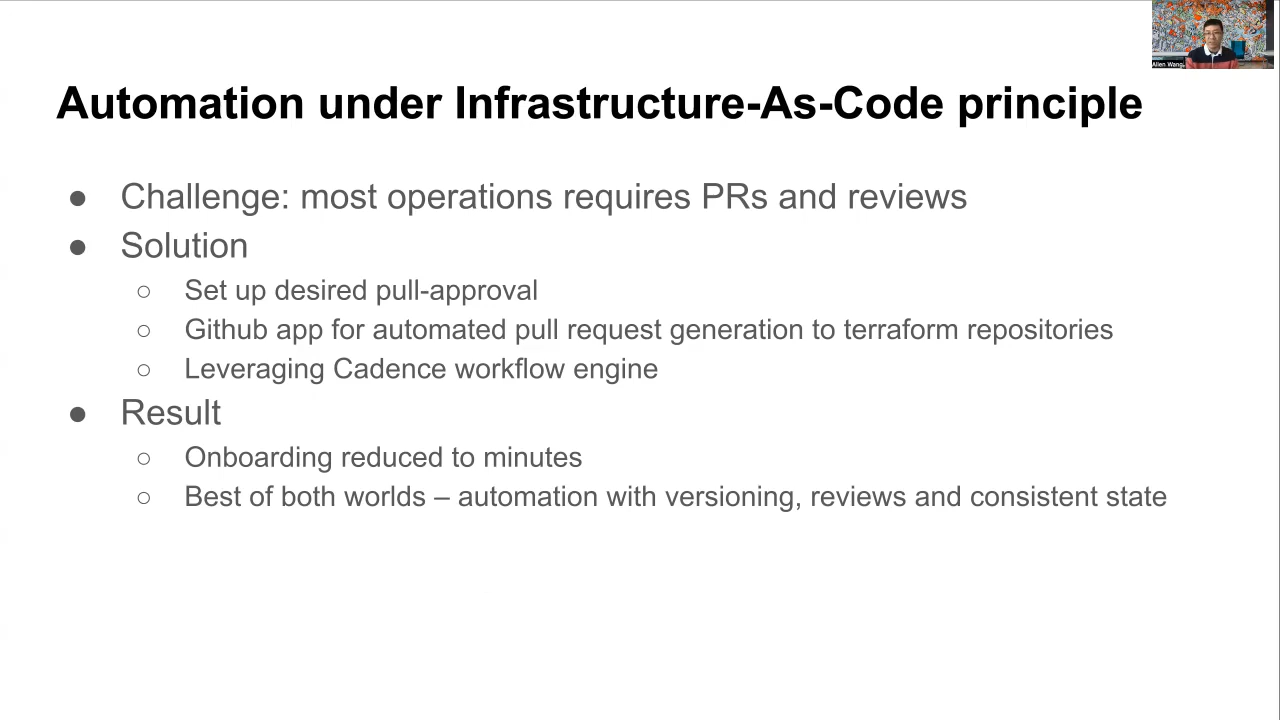 Allen Wang
Automation under Infrastructure-As-Code principle
● Challenge: most operations requires PRs and reviews
● Solution
○ Set up desired pull-approval
○ Github app for automated pull request generation to terraform repositories
○ Leveraging Cadence workflow engine
● Result
○ Onboarding reduced to minutes
○ Best of both worlds – automation with versioning, reviews and consistent state